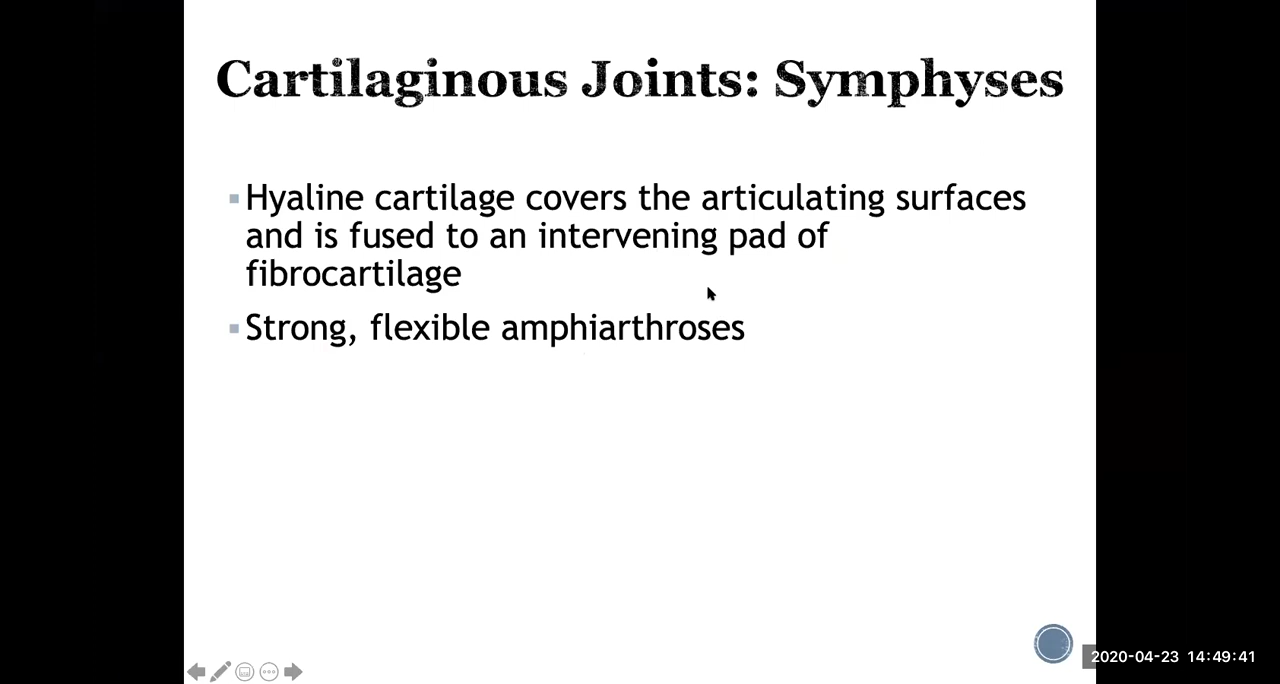 Cartilaginous Joints: Symphyses
Hyaline cartilage covers the articulating surfaces
and is fused to an intervening pad of
fibrocartilage
Strong, flexible amphiarthroses
2020-04-23 14:49:41